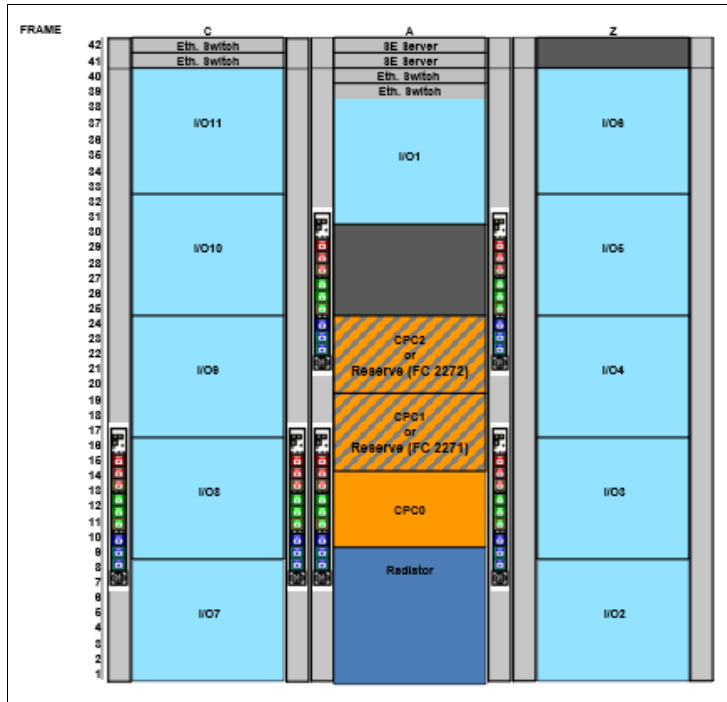 FRAME
C
A
Z
42
Eth. Switch
SE Server
41
Eth. Switch
SE Server
40
Eth. Switch
39
Eth. Switch
38
37
I/O11
I/O6
36
35
I/O1
34
33
32
31
30
29
I/O10
I/O5
28
27
26
25
24
23
CPC2
22
or
21
I/O9
Reserve (FC 2272)
I/O4
20
19
18
CPC1
17
or
16
Reserve (FC 2271)
15
14
13
I/O8
I/O3
12
CPC0
11
10
9
8
Radiator
7
6
5
I/O7
I/O2
4
3
2
1